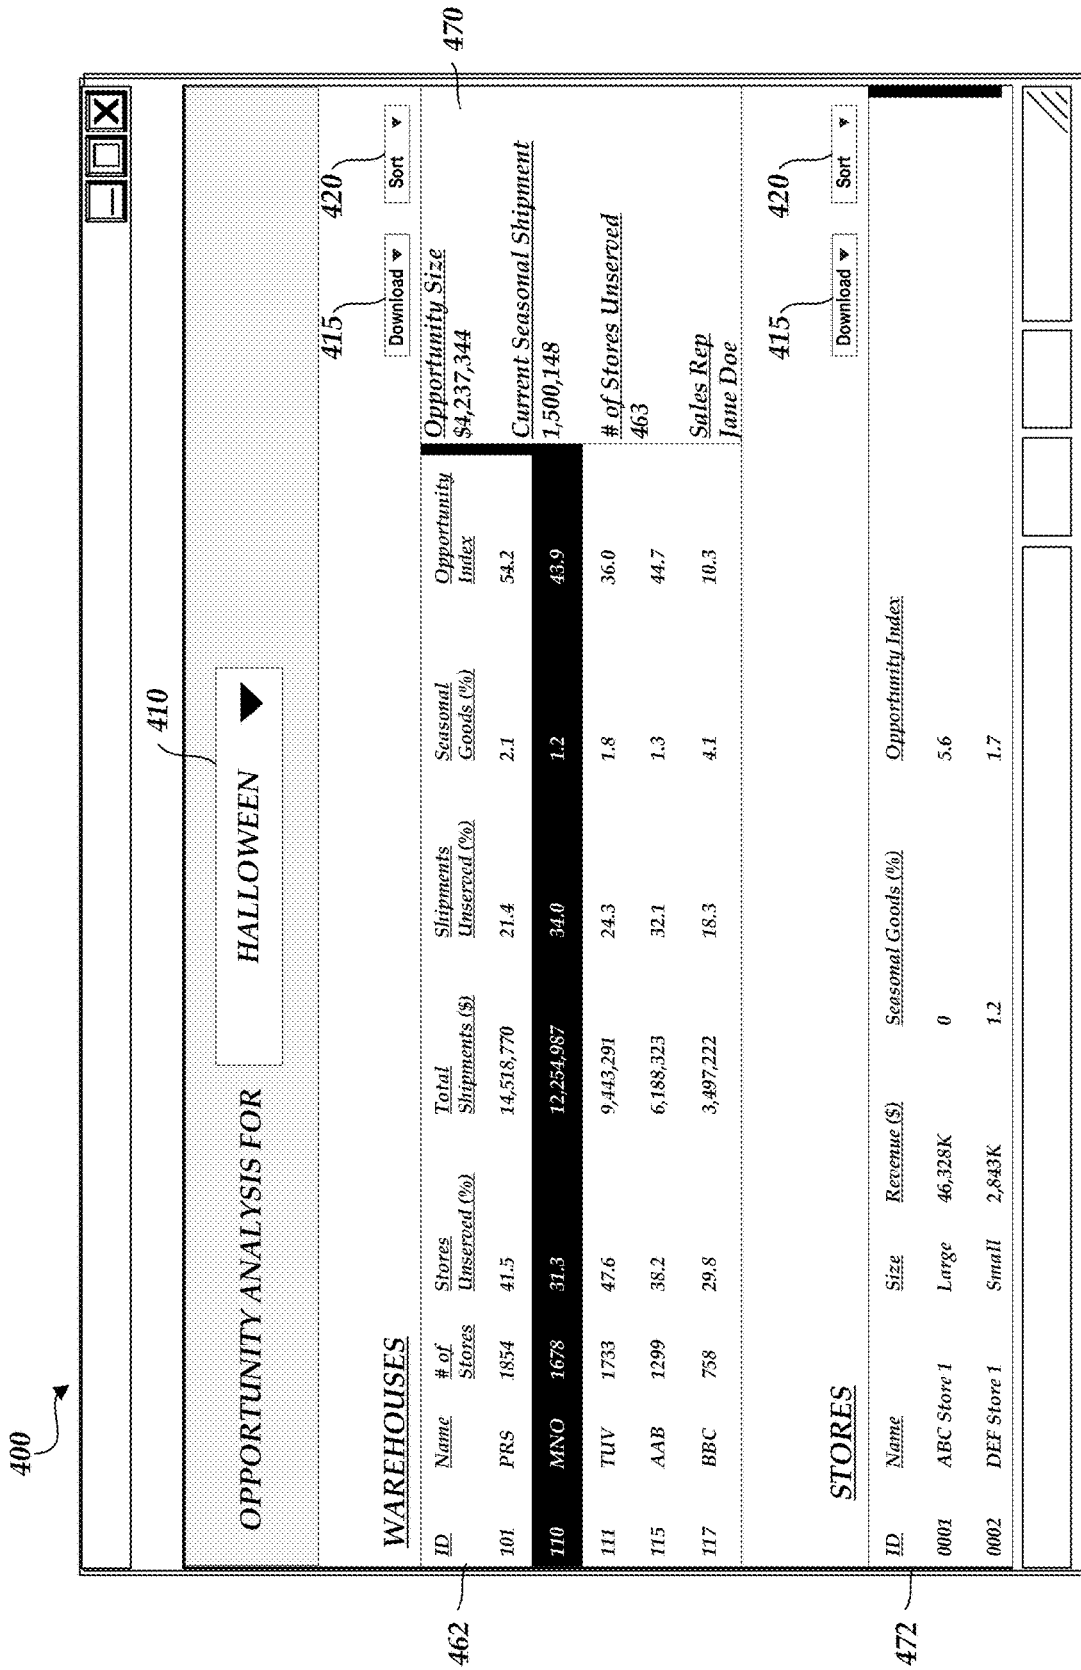 400
410
OPPORTUNITY ANALYSIS FOR HALLOWEEN
WAREHOUSES
415
420
Download Sort
462
470
ID Name # of Stores Stores Unserved (%) Total Shipments ($) Shipments Unserved (%) Seasonal Goods (%) Opportunity Index
101 PRS 1854 41.5 14,518,770 21.4 2.1 54.2
110 MNO 1678 31.3 12,254,987 34.0 1.2 43.9
111 TUV 1733 47.6 9,443,291 24.3 1.8 36.0
115 AAB 1299 38.2 6,188,323 32.1 1.3 44.7
117 BBC 758 29.8 3,497,222 18.3 4.1 10.3
Opportunity Size
$4,237,344
Current Seasonal Shipment
1,500,148
# of Stores Unserved
463
Sales Rep
Jane Doe
STORES
415
420
Download Sort
472
ID Name Size Revenue ($) Seasonal Goods (%) Opportunity Index
0001 ABC Store 1 Large 46,328K 0 5.6
0002 DEF Store 1 Small 2,843K 1.2 1.7